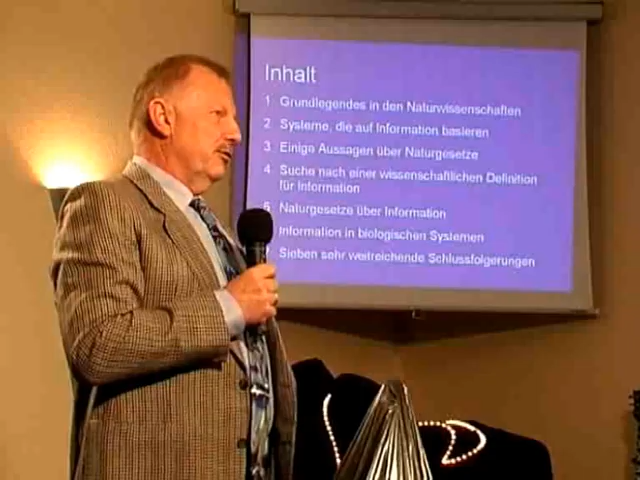 Inhalt
1 Grundlegendes in den Naturwissenschaften
2 Systeme, die auf Information basieren
3 Einige Aussagen über Naturgesetze
4 Suche nach einer wissenschaftlichen Definition
für Information
5 Naturgesetze über Information
Information in biologischen Systemen
Sieben sehr weitreichende Schlussfolgerungen